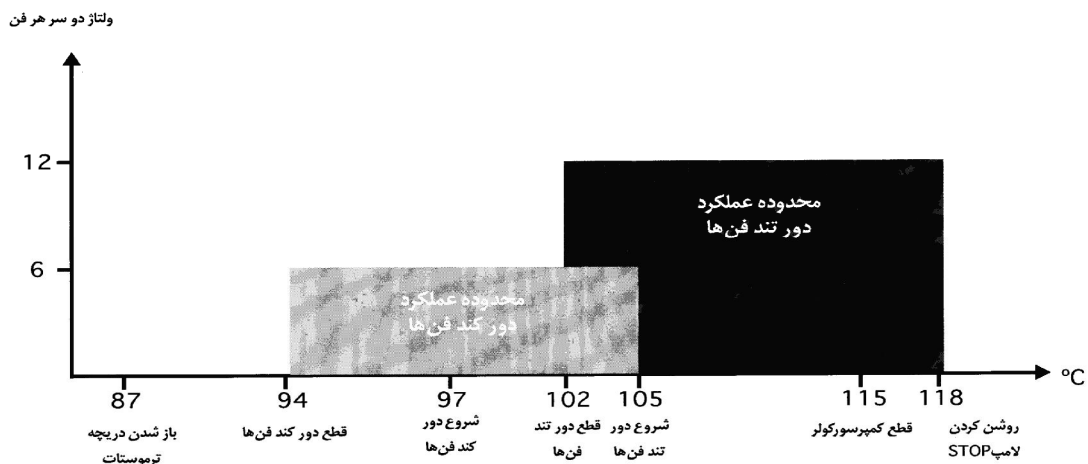 ولتاژ دو سر هر فن
12
محدوده عملکرد
دور تند فن‌ها
6
محدوده عملکرد
دور کند فن‌ها
°C
87
94
97
102
105
115
118
باز شدن دریچه
ترموستات
قطع دور کند فن‌ها
شروع دور
کند فن‌ها
قطع دور تند
فن‌ها
شروع دور
تند فن‌ها
قطع کمپرسورکولر
روشن کردن
لامپSTOP